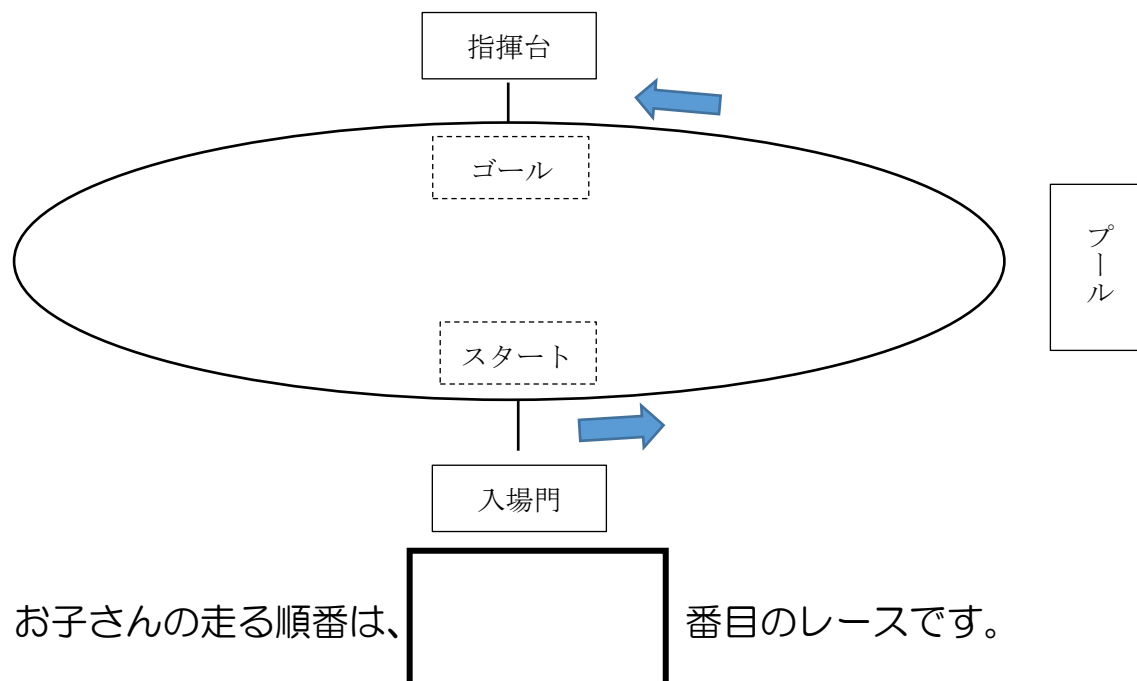 指揮台
ゴール
プール
スタート
入場門
お子さんの走る順番は、 番目のレースです。